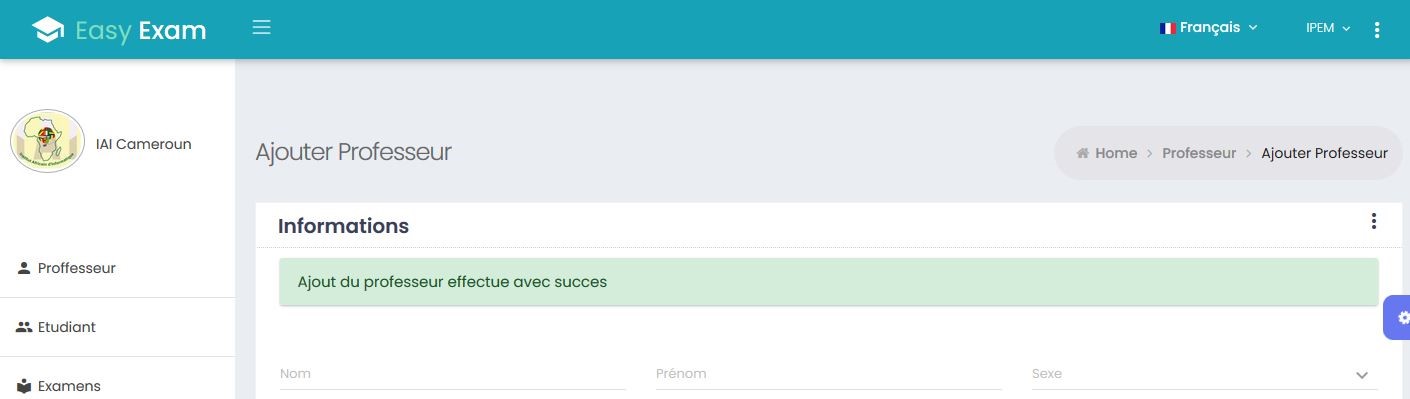 Easy Exam
Français
IPEM
IAI Cameroun
Ajouter Professeur
Home > Professeur > Ajouter Professeur
Informations
Ajout du professeur effectue avec succes
Proffesseur
Etudiant
Examens
Nom
Prénom
Sexe